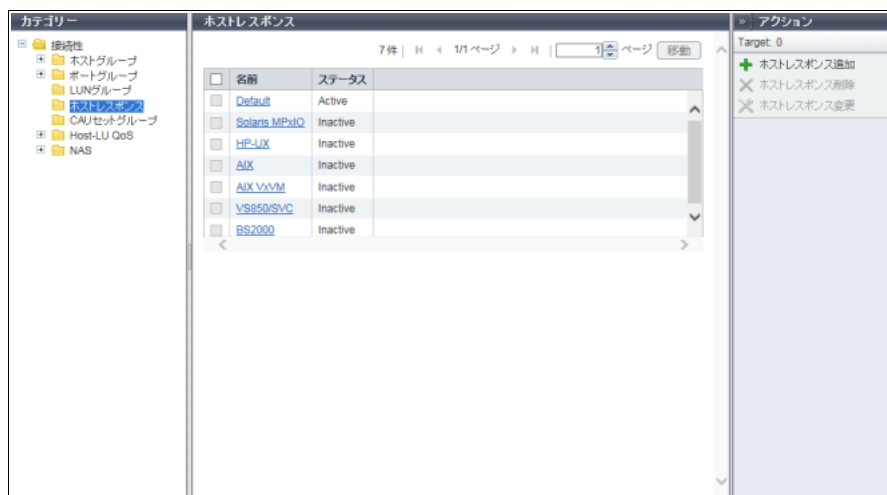 カテゴリー
接続性
ホストグループ
ポートグループ
LUNグループ
ホストレスポンス
CAUセットグループ
Host-LU QoS
NAS
ホストレスポンス
7件 | 1/1 ページ | 1 ページ 移動
名前 ステータス
Default Active
Solaris MPxIO Inactive
HP-UX Inactive
AIX Inactive
AIX VxVM Inactive
VS850/SVC Inactive
BS2000 Inactive
» アクション
Target: 0
ホストレスポンス追加
ホストレスポンス削除
ホストレスポンス変更